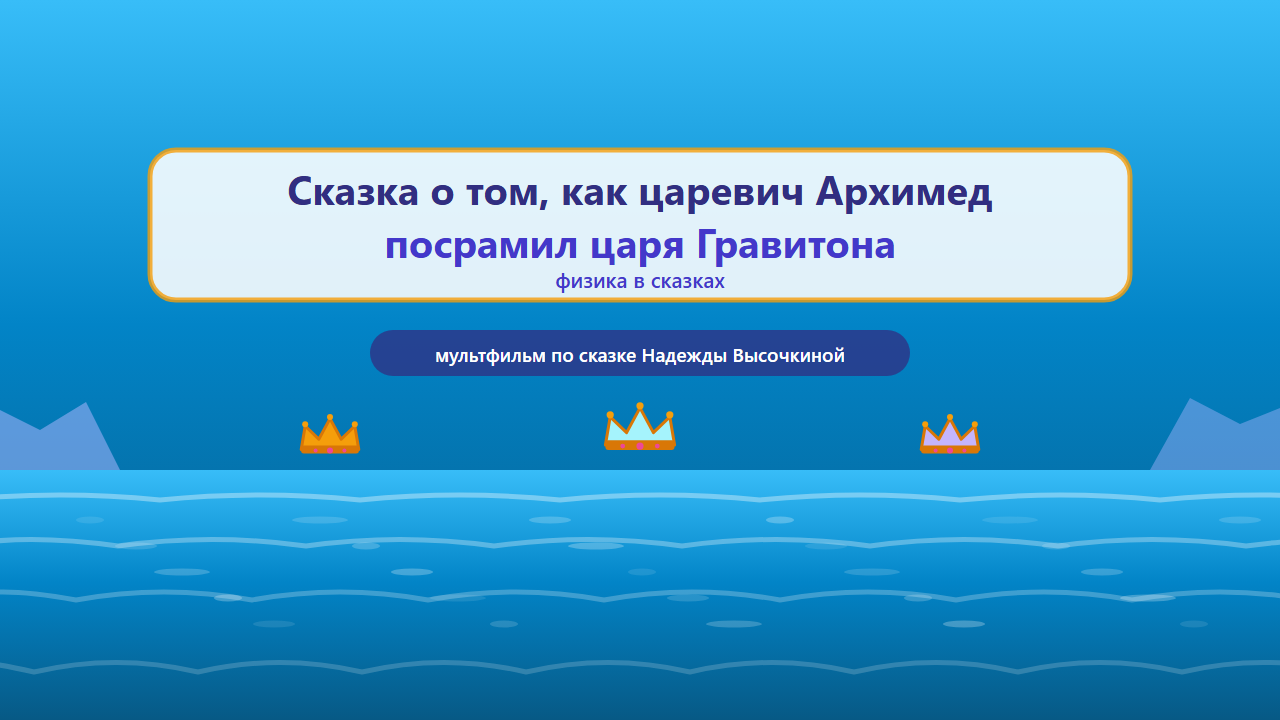 Сказка о том, как царевич Архимед
посрамил царя Гравитона
физика в сказках
мультфильм по сказке Надежды Высочкиной